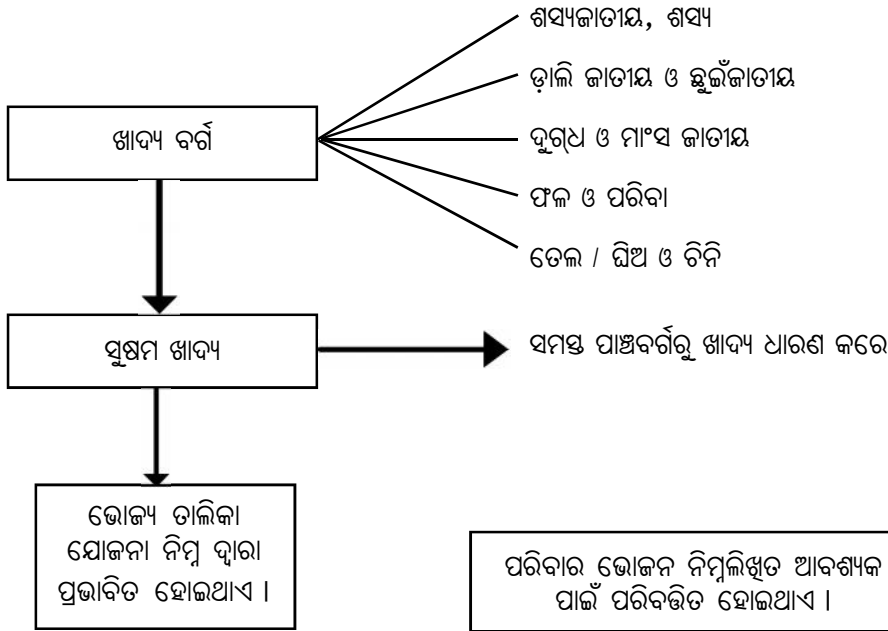 ଶସ୍ୟଜାତୀୟ, ଶସ୍ୟ
ଡ଼ାଲି ଜାତୀୟ ଓ ଛୁଇଁଜାତୀୟ
ଖାଦ୍ୟ ବର୍ଗ
ଦୁଗ୍ଧ ଓ ମାଂସ ଜାତୀୟ
ଫଳ ଓ ପରିବା
ତେଲ / ଘିଅ ଓ ଚିନି
ସୁଷମ ଖାଦ୍ୟ
ସମସ୍ତ ପାଞ୍ଚବର୍ଗରୁ ଖାଦ୍ୟ ଧାରଣ କରେ
ଭୋଜ୍ୟ ତାଲିକା
ଯୋଜନା ନିମ୍ନ ଦ୍ୱାରା
ପ୍ରଭାବିତ ହୋଇଥାଏ ।
ପରିବାର ଭୋଜନ ନିମ୍ନଲିଖିତ ଆବଶ୍ୟକ
ପାଇଁ ପରିବର୍ତ୍ତିତ ହୋଇଥାଏ ।